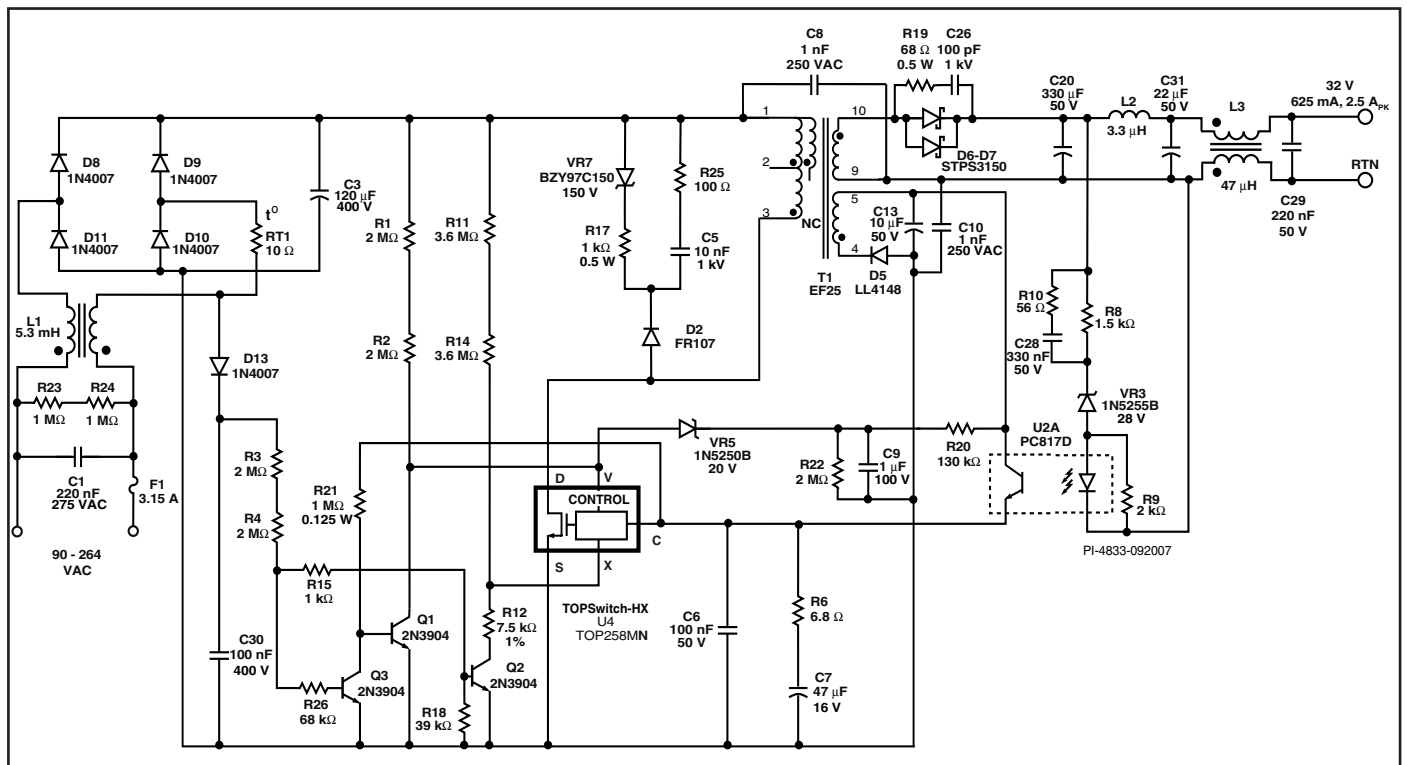 C8
1 nF
250 VAC
R19
68 Ω
0.5 W
C26
100 pF
1 kV
C20
330 μF
50 V
C31
22 μF
50 V
L2
3.3 μH
L3
47 μH
32 V
625 mA, 2.5 APK
RTN
C29
220 nF
50 V
D6-D7
STPS3150
1
2
3
10
9
5
4
NC
T1
EF25
C13
10 μF
50 V
D5
LL4148
C10
1 nF
250 VAC
D8
1N4007
D9
1N4007
D11
1N4007
D10
1N4007
C3
120 μF
400 V
t°
RT1
10 Ω
L1
5.3 mH
R23
1 MΩ
R24
1 MΩ
C1
220 nF
275 VAC
F1
3.15 A
90 - 264
VAC
D13
1N4007
R3
2 MΩ
R4
2 MΩ
C30
100 nF
400 V
R15
1 kΩ
R26
68 kΩ
R21
1 MΩ
0.125 W
Q3
2N3904
Q1
2N3904
R18
39 kΩ
Q2
2N3904
R12
7.5 kΩ
1%
R1
2 MΩ
R2
2 MΩ
R11
3.6 MΩ
R14
3.6 MΩ
VR7
BZY97C150
150 V
R17
1 kΩ
0.5 W
R25
100 Ω
C5
10 nF
1 kV
D2
FR107
VR5
1N5250B
20 V
D
V
CONTROL
C
S
X
TOPSwitch-HX
U4
TOP258MN
R22
2 MΩ
C9
1 μF
100 V
R20
130 kΩ
C6
100 nF
50 V
R6
6.8 Ω
C7
47 μF
16 V
U2A
PC817D
R10
56 Ω
C28
330 nF
50 V
R8
1.5 kΩ
VR3
1N5255B
28 V
R9
2 kΩ
PI-4833-092007